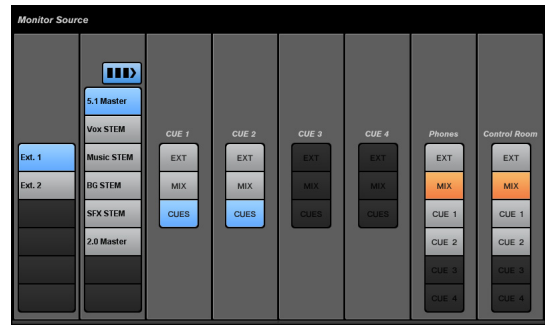 Monitor Source
Ext. 1
Ext. 2
5.1 Master
Vox STEM
Music STEM
BG STEM
SFX STEM
2.0 Master
CUE 1
EXT
MIX
CUES
CUE 2
EXT
MIX
CUES
CUE 3
EXT
MIX
CUES
CUE 4
EXT
MIX
CUES
Phones
EXT
MIX
CUE 1
CUE 2
CUE 3
CUE 4
Control Room
EXT
MIX
CUE 1
CUE 2
CUE 3
CUE 4